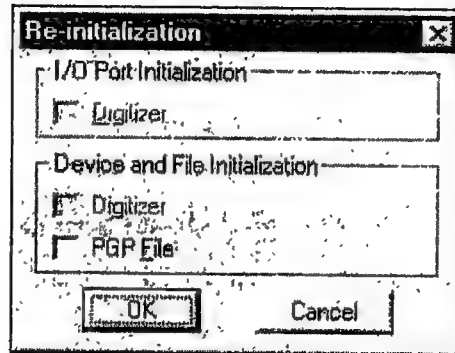 Re-initialization
I/O Port Initialization
Digitizer
Device and File Initialization
Digitizer
PGP File
OK
Cancel